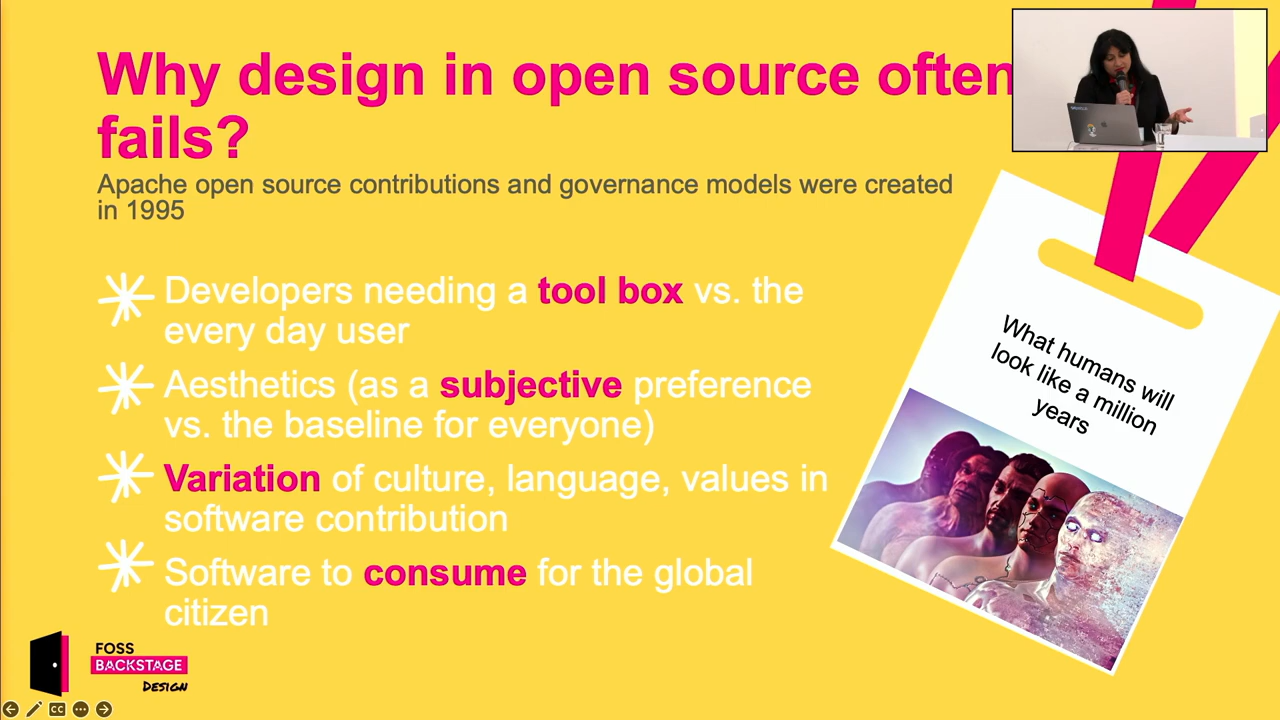 Why design in open source often
fails?
Apache open source contributions and governance models were created
in 1995
Developers needing a tool box vs. the
every day user
Aesthetics (as a subjective preference
vs. the baseline for everyone)
Variation of culture, language, values in
software contribution
Software to consume for the global
citizen
What humans will
look like a million
years
FOSS
BACKSTAGE
DESIGN
CC